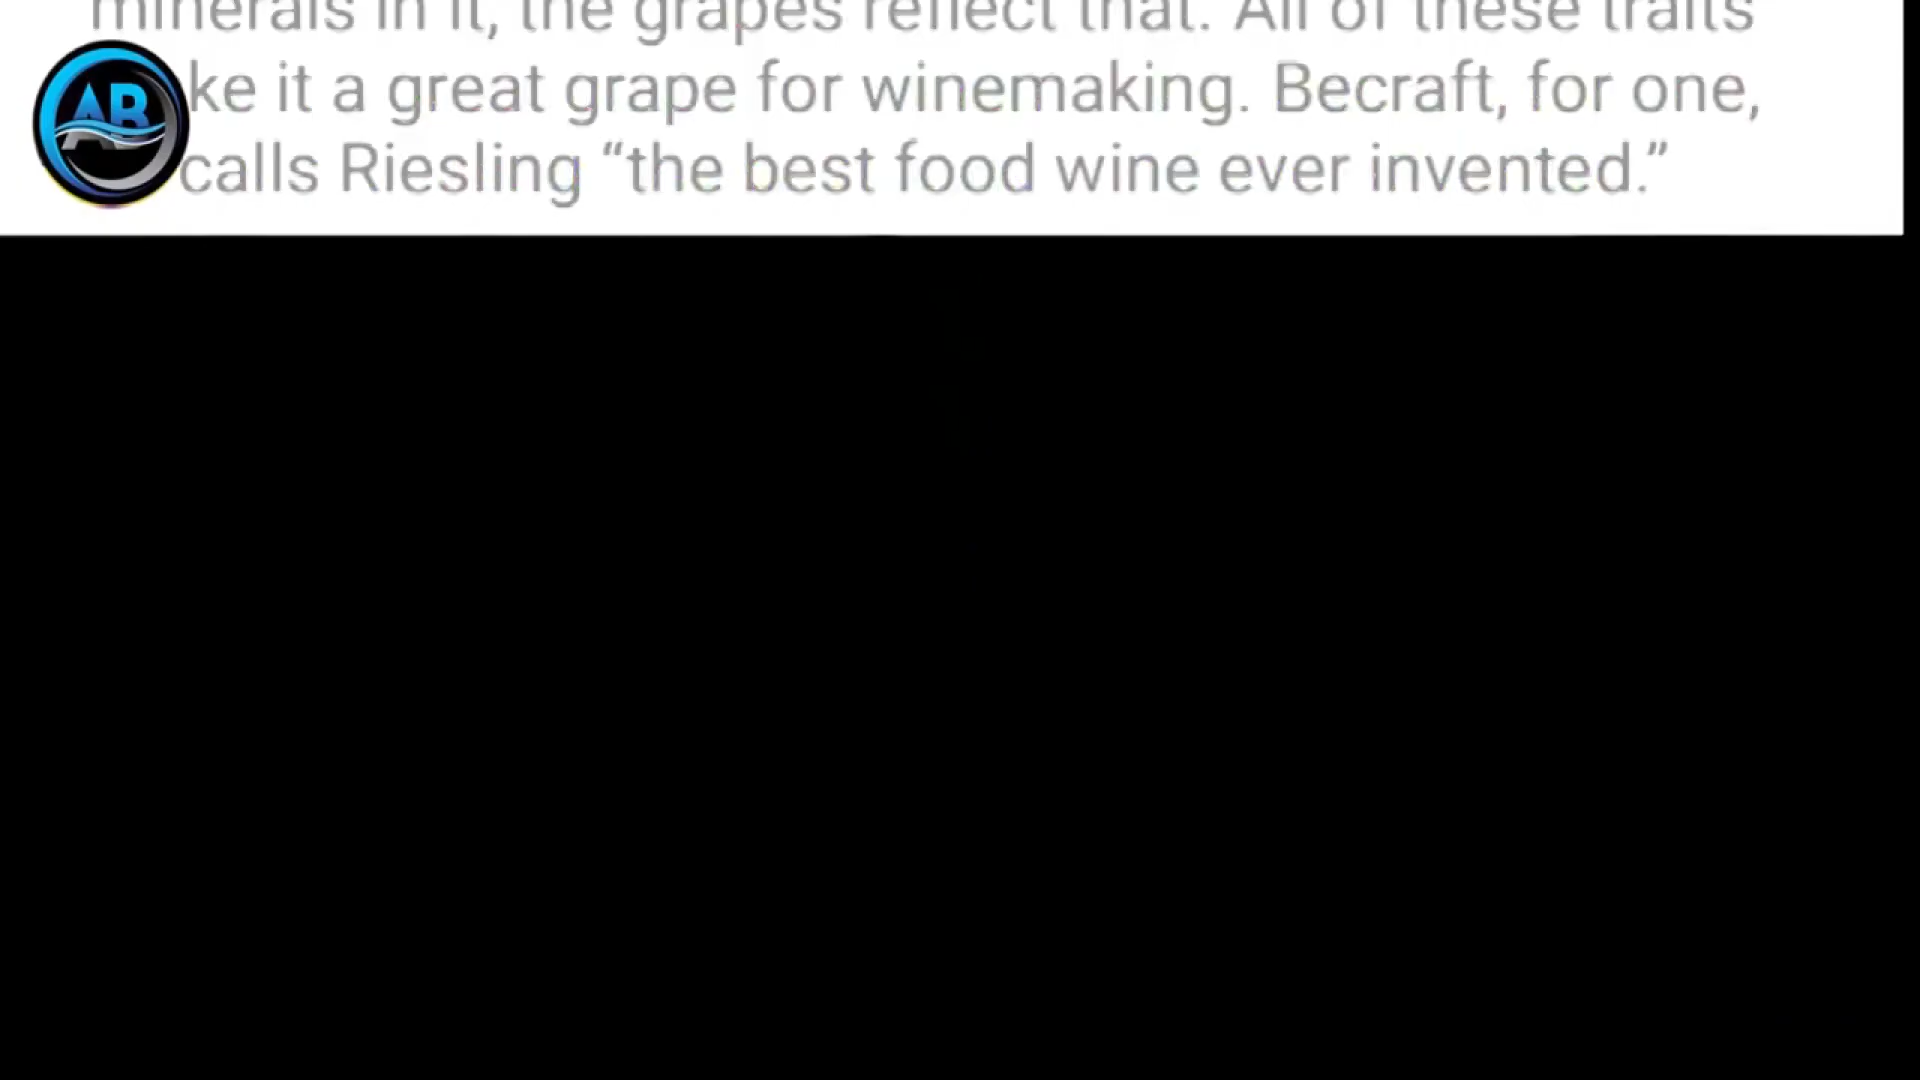 minerals in it, the grapes reflect that. All of these traits
AB
ke it a great grape for winemaking. Becraft, for one,
calls Riesling “the best food wine ever invented.”